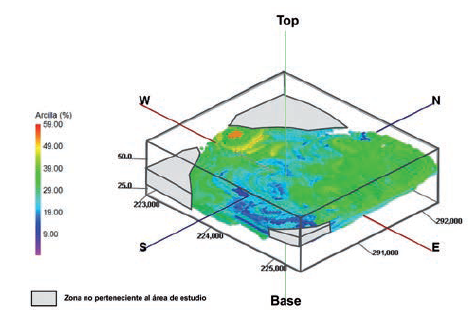 Top
W
N
Arcilla (%)
59.00
49.00
39.00
29.00
19.00
9.00
50.0
25.0
223,000
224,000
225,000
292,000
291,000
S
E
Base
Zona no perteneciente al área de estudio